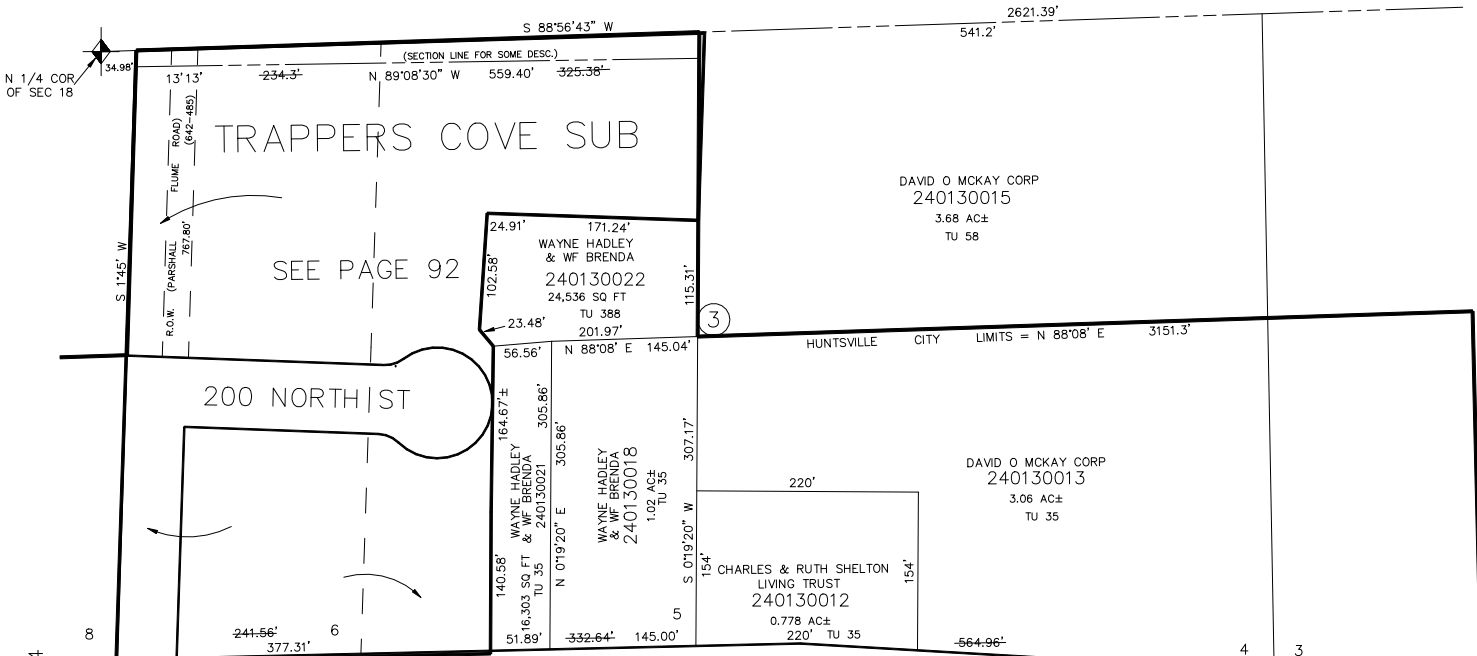 S 88°56'43" W
2621.39'
541.2'
N 1/4 COR
OF SEC 18
34.98'
(SECTION LINE FOR SOME DESC.)
13' 13'
234.3'
N 89°08'30" W
559.40'
325.38'
R.O.W. (PARSHALL FLUME ROAD)
(642-485)
767.80'
S 1°45' W
TRAPPERS COVE SUB
SEE PAGE 92
24.91'
171.24'
WAYNE HADLEY
& WF BRENDA
240130022
24,536 SQ FT
TU 388
102.58'
115.31'
23.48'
201.97'
DAVID O MCKAY CORP
240130015
3.68 AC±
TU 58
3
HUNTSVILLE CITY LIMITS = N 88°08' E 3151.3'
56.56'
N 88°08' E 145.04'
200 NORTH ST
164.67'±
140.58'
WAYNE HADLEY
& WF BRENDA
240130021
16,303 SQ FT
TU 35
305.86'
305.86'
N 0°19'20" E
WAYNE HADLEY
& WF BRENDA
240130018
1.02 AC±
TU 35
307.17'
S 0°19'20" W
220'
154'
154'
CHARLES & RUTH SHELTON
LIVING TRUST
240130012
0.778 AC±
220' TU 35
DAVID O MCKAY CORP
240130013
3.06 AC±
TU 35
8
241.56'
6
377.31'
51.89'
332.64'
145.00'
5
564.96'
4
3